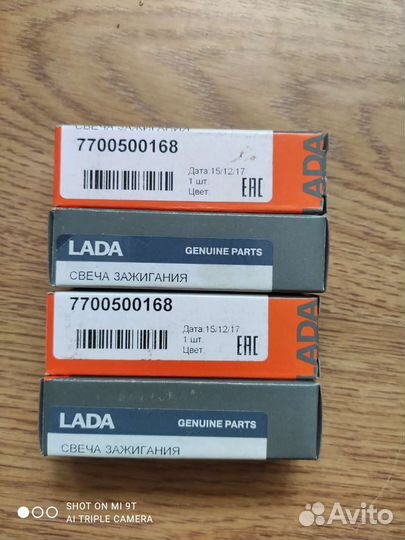 СВЕЧА ЗАЖИГАНИЯ
7700500168
Дата:15/12/17
1 шт.
Цвет:
EAC
LADA
LADA GENUINE PARTS
СВЕЧА ЗАЖИГАНИЯ
7700500168
Дата:15/12/17
1 шт.
Цвет:
EAC
LADA
LADA GENUINE PARTS
СВЕЧА ЗАЖИГАНИЯ
SHOT ON MI 9T
AI TRIPLE CAMERA
Avito